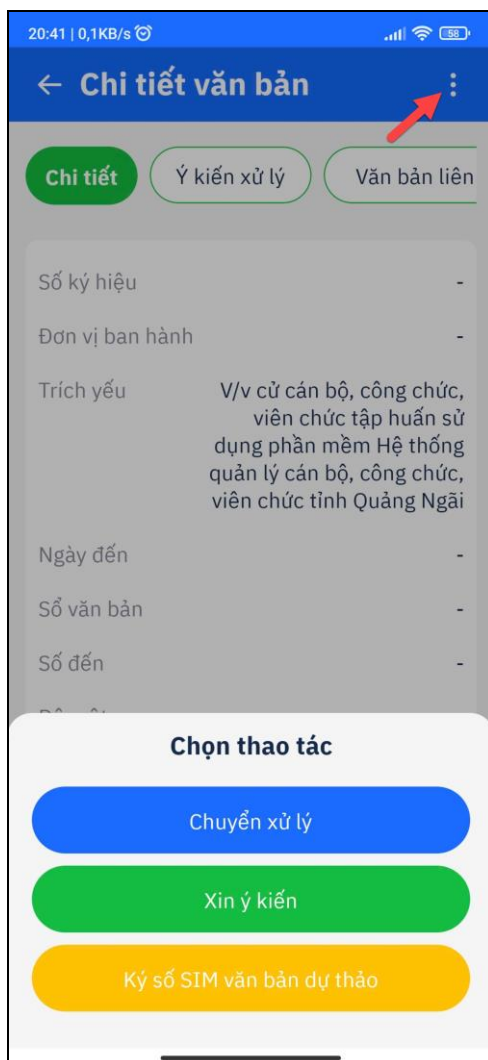 20:41 | 0,1KB/s
58
Chi tiết văn bản
Chi tiết Ý kiến xử lý Văn bản liên
Số ký hiệu -
Đơn vị ban hành -
Trích yếu V/v cử cán bộ, công chức,
viên chức tập huấn sử
dụng phần mềm Hệ thống
quản lý cán bộ, công chức,
viên chức tỉnh Quảng Ngãi
Ngày đến -
Sổ văn bản -
Số đến -
Chọn thao tác
Chuyển xử lý
Xin ý kiến
Ký số SIM văn bản dự thảo